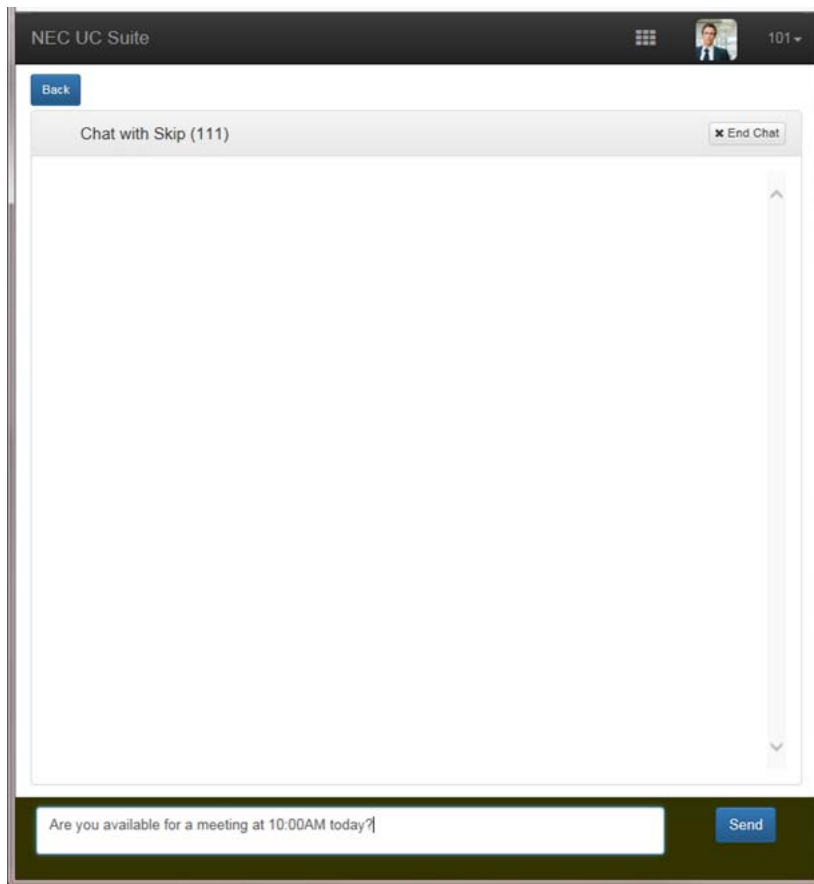 NEC UC Suite
101
Back
Chat with Skip (111)
End Chat
Are you available for a meeting at 10:00AM today?
Send